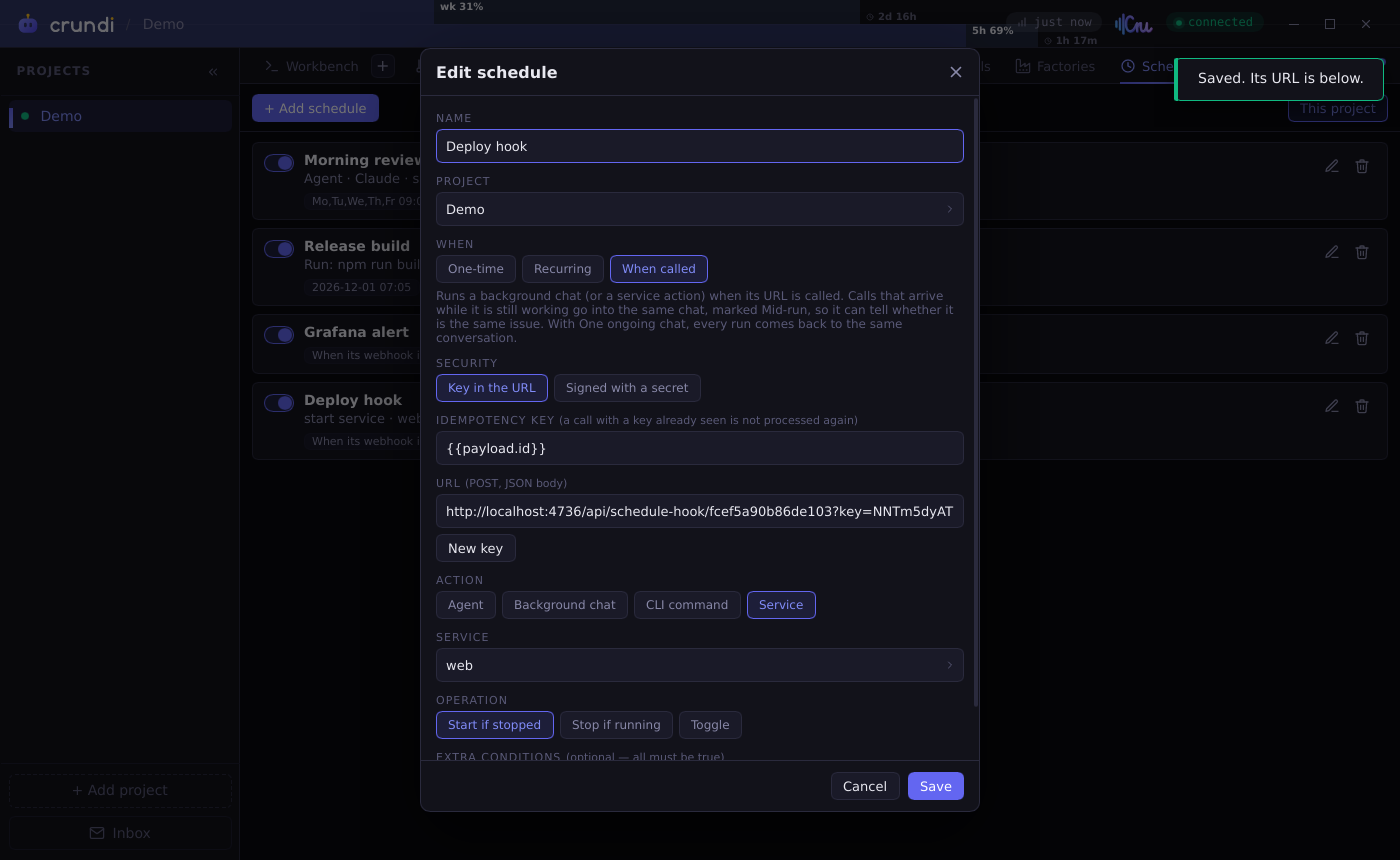 wk 31%
2d 16h
5h 69%
1h 17m
crundi / Demo
just now
Cru
connected
PROJECTS
«
Workbench
+
Factories
Sche
Saved. Its URL is below.
Demo
+ Add schedule
This project
Morning review
Agent · Claude · s
Mo,Tu,We,Th,Fr 09:0
Release build
Run: npm run buil
2026-12-01 07:05
Grafana alert
When its webhook i
Deploy hook
start service · web
When its webhook i
+ Add project
Inbox
Edit schedule
NAME
Deploy hook
PROJECT
Demo
WHEN
One-time
Recurring
When called
Runs a background chat (or a service action) when its URL is called. Calls that arrive
while it is still working go into the same chat, marked Mid-run, so it can tell whether it
is the same issue. With One ongoing chat, every run comes back to the same
conversation.
SECURITY
Key in the URL
Signed with a secret
IDEMPOTENCY KEY (a call with a key already seen is not processed again)
{{payload.id}}
URL (POST, JSON body)
http://localhost:4736/api/schedule-hook/fcef5a90b86de103?key=NNTm5dyAT
New key
ACTION
Agent
Background chat
CLI command
Service
SERVICE
web
OPERATION
Start if stopped
Stop if running
Toggle
EXTRA CONDITIONS (optional — all must be true)
Cancel
Save